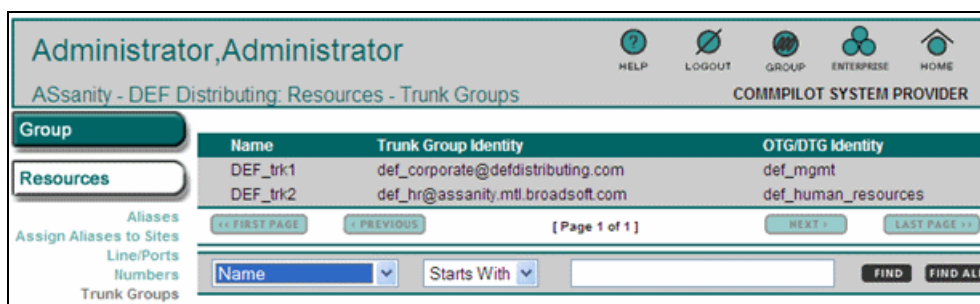 Administrator,Administrator
HELP LOGOUT GROUP ENTERPRISE HOME
ASsanity - DEF Distributing: Resources - Trunk Groups COMMPILOT SYSTEM PROVIDER
Group
Resources
Aliases
Assign Aliases to Sites
Line/Ports
Numbers
Trunk Groups
Name Trunk Group Identity OTG/DTG Identity
DEF_trk1 def_corporate@defdistributing.com def_mgmt
DEF_trk2 def_hr@assanity.mtl.broadsoft.com def_human_resources
<< FIRST PAGE < PREVIOUS [ Page 1 of 1 ] NEXT > LAST PAGE >>
Name Starts With FIND FIND ALL